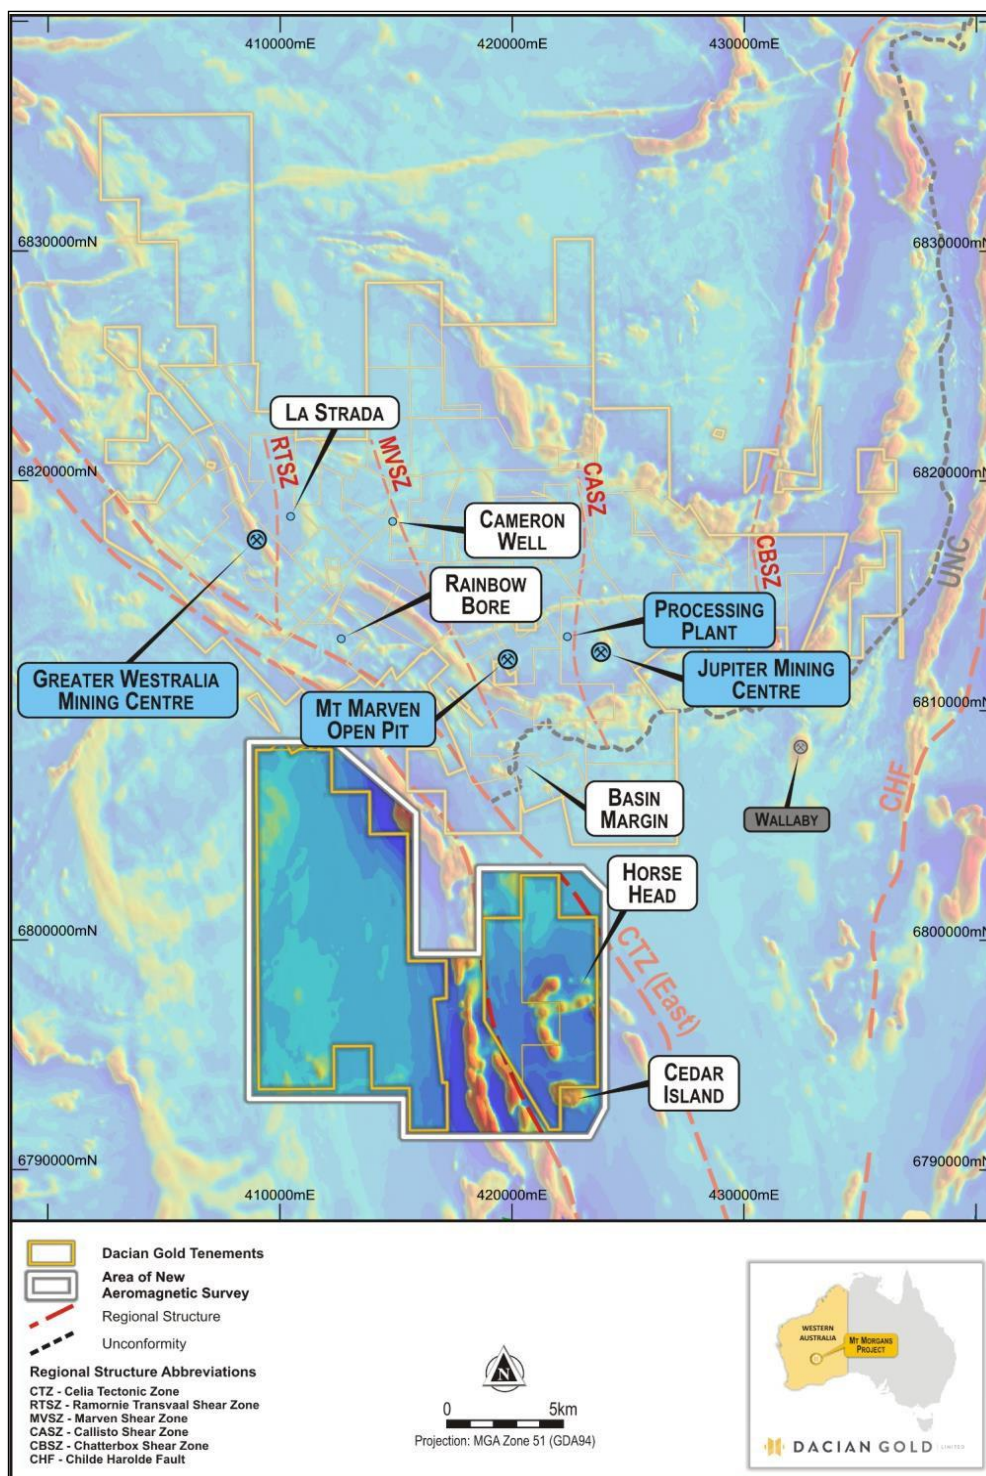 410000mE
420000mE
430000mE
6830000mN
6830000mN
LA STRADA
RTSZ
MVSZ
CASZ
6820000mN
6820000mN
CAMERON
WELL
CBSZ
UNC
RAINBOW
BORE
PROCESSING
PLANT
GREATER WESTRALIA
MINING CENTRE
JUPITER MINING
CENTRE
MT MARVEN
OPEN PIT
6810000mN
CHF
BASIN
MARGIN
WALLABY
HORSE
HEAD
6800000mN
6800000mN
CTZ (East)
CEDAR
ISLAND
6790000mN
6790000mN
410000mE
420000mE
430000mE
Dacian Gold Tenements
Area of New
Aeromagnetic Survey
Regional Structure
Unconformity
Regional Structure Abbreviations
CTZ - Celia Tectonic Zone
RTSZ - Ramornie Transvaal Shear Zone
MVSZ - Marven Shear Zone
CASZ - Callisto Shear Zone
CBSZ - Chatterbox Shear Zone
CHF - Childe Harolde Fault
N
0 5km
Projection: MGA Zone 51 (GDA94)
WESTERN
AUSTRALIA
MT MORGANS
PROJECT
DACIAN GOLD LIMITED